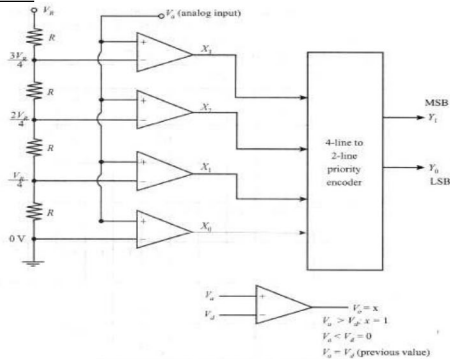 V_R
V_a (analog input)
R
3V_R/4
+
−
X_3
R
2V_R/4
+
−
X_2
MSB
Y_1
4-line to
2-line
priority
encoder
R
V_R/4
+
−
X_1
Y_0
LSB
R
0 V
+
−
X_0
V_a
+
V_d
−
V_o = x
V_a > V_d: x = 1
V_a < V_d = 0
V_a = V_d (previous value)